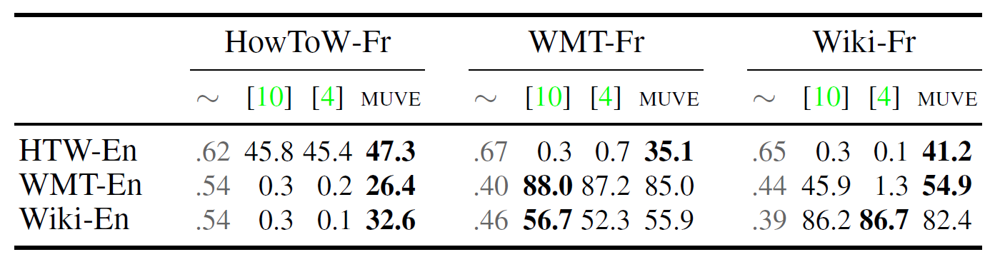 HowToW-Fr WMT-Fr Wiki-Fr
∼ [10] [4] MUVE ∼ [10] [4] MUVE ∼ [10] [4] MUVE
HTW-En .62 45.8 45.4 47.3 .67 0.3 0.7 35.1 .65 0.3 0.1 41.2
WMT-En .54 0.3 0.2 26.4 .40 88.0 87.2 85.0 .44 45.9 1.3 54.9
Wiki-En .54 0.3 0.1 32.6 .46 56.7 52.3 55.9 .39 86.2 86.7 82.4